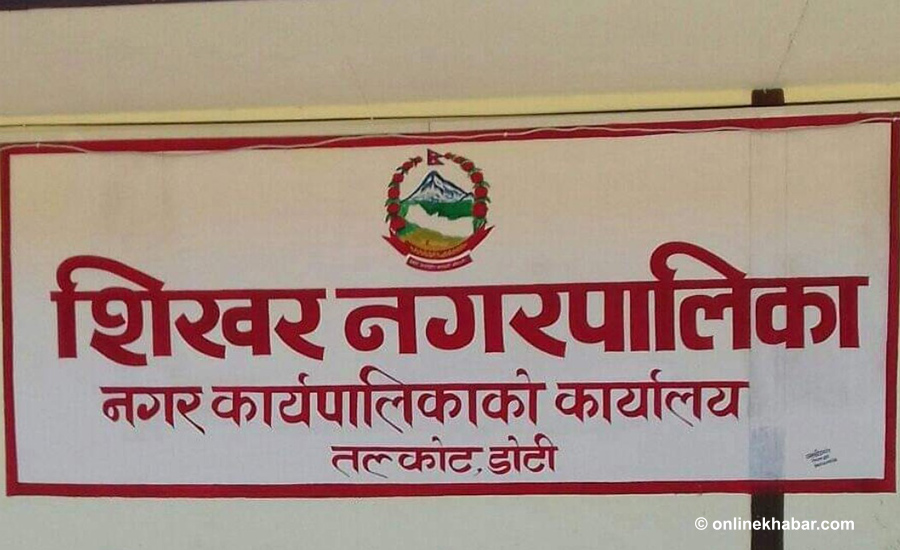 शिखर नगरपालिका
नगर कार्यपालिकाको कार्यालय
तलकोट, डोटी
© onlinekhabar.com